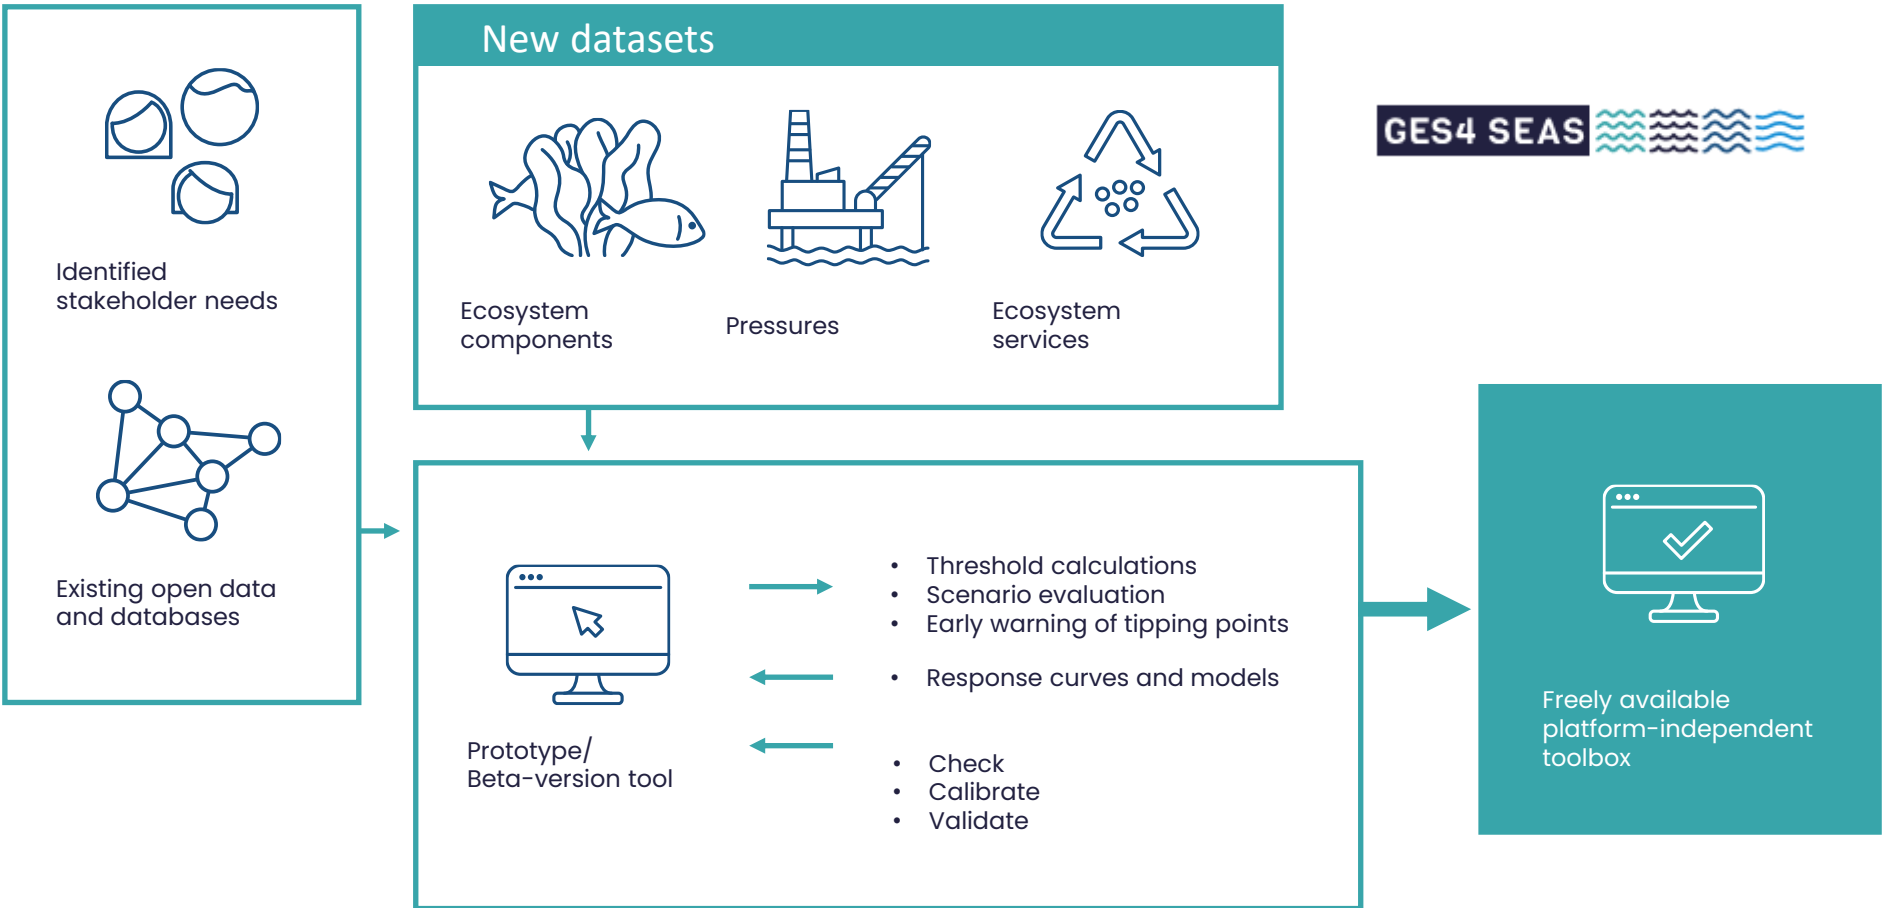 New datasets
GES4 SEAS
Identified
stakeholder needs
Existing open data
and databases
Ecosystem
components
Pressures
Ecosystem
services
Prototype/
Beta-version tool
• Threshold calculations
• Scenario evaluation
• Early warning of tipping points
• Response curves and models
• Check
• Calibrate
• Validate
Freely available
platform-independent
toolbox